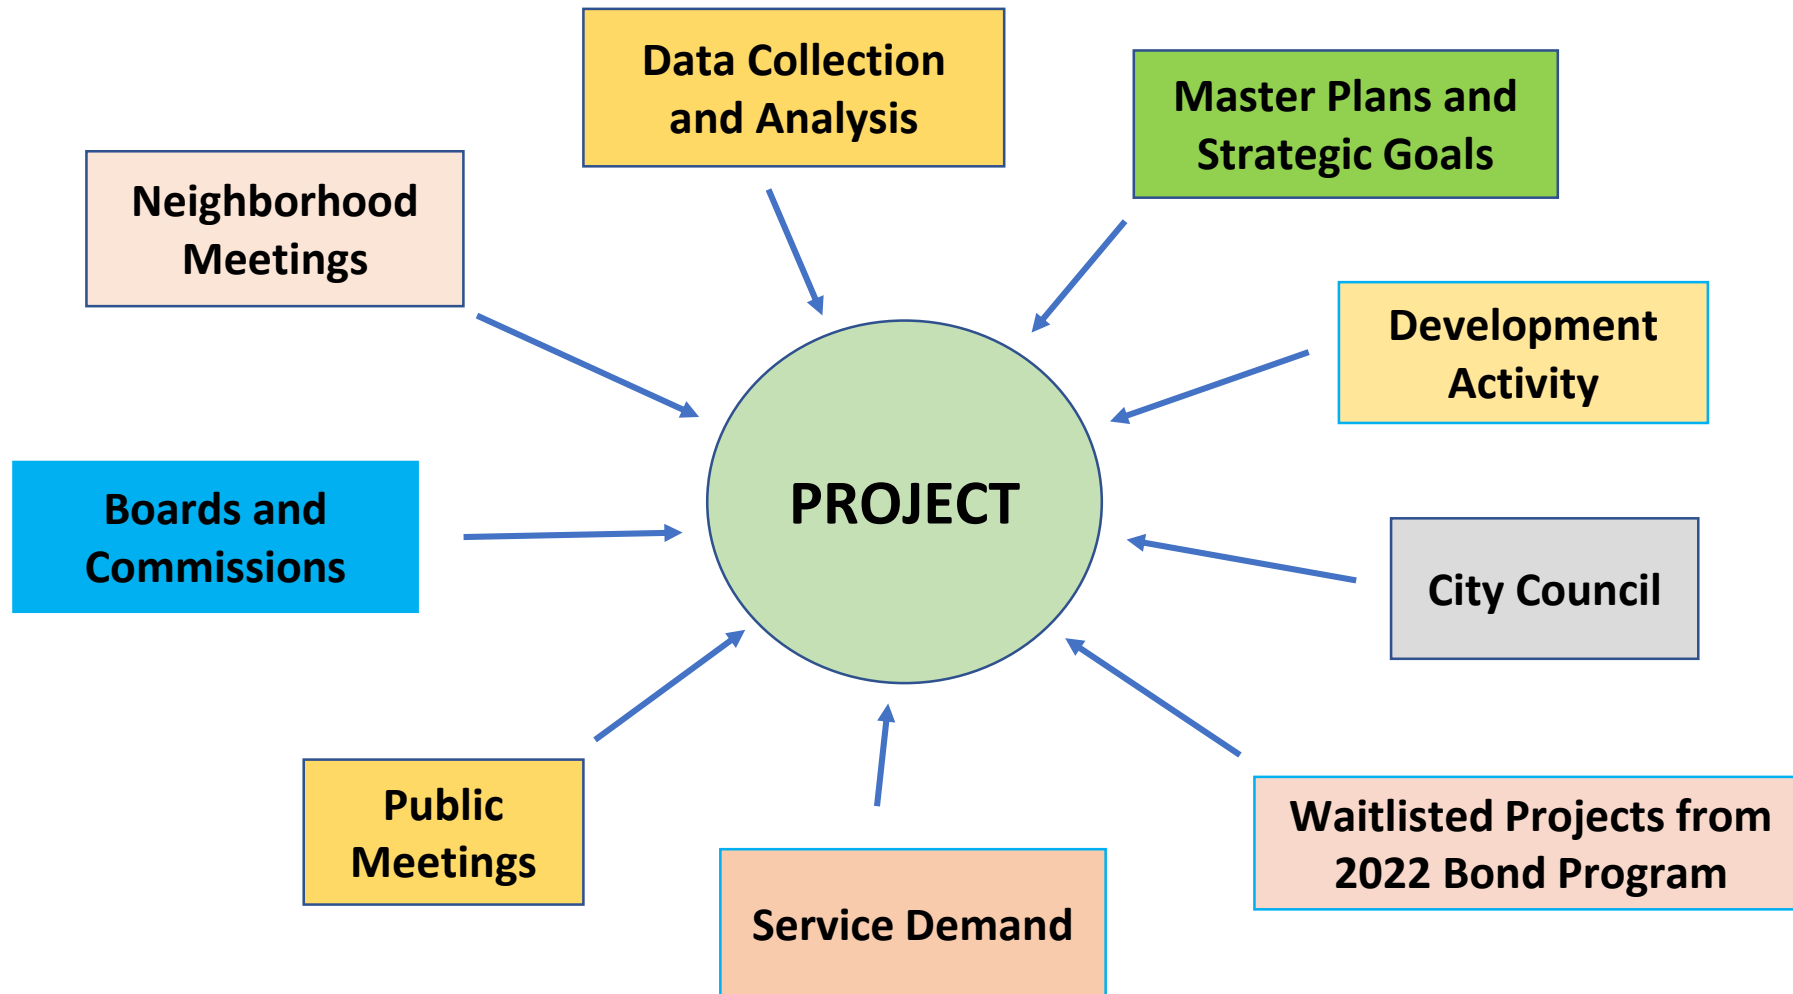 Data Collection
and Analysis
Master Plans and
Strategic Goals
Neighborhood
Meetings
Development
Activity
PROJECT
Boards and
Commissions
City Council
Public
Meetings
Waitlisted Projects from
2022 Bond Program
Service Demand